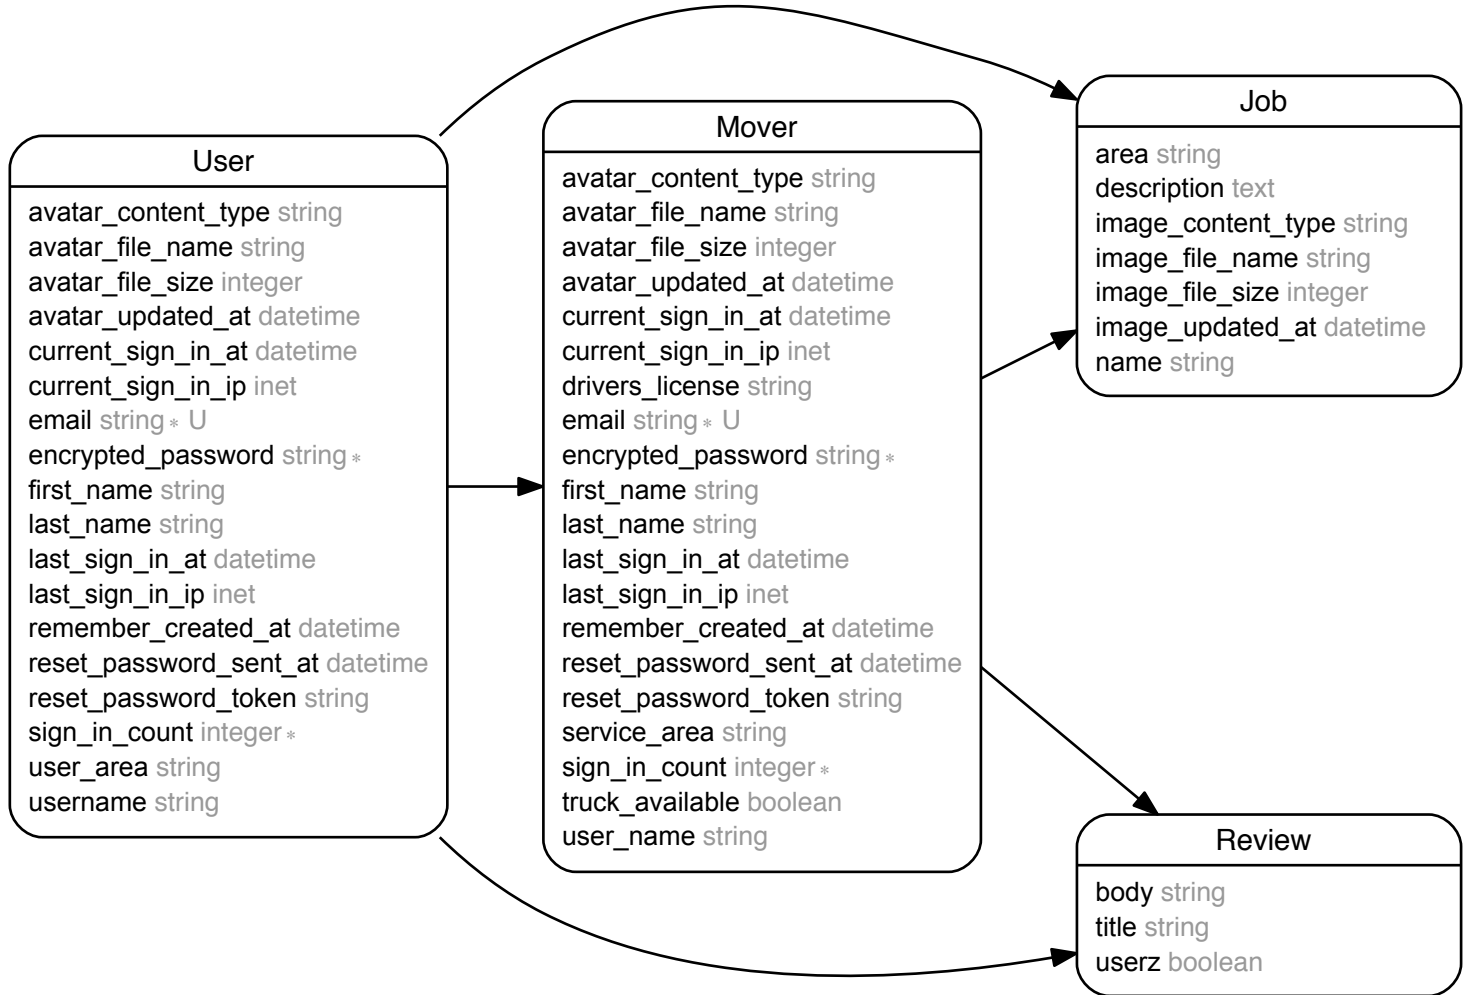 User
avatar_content_type string
avatar_file_name string
avatar_file_size integer
avatar_updated_at datetime
current_sign_in_at datetime
current_sign_in_ip inet
email string * U
encrypted_password string *
first_name string
last_name string
last_sign_in_at datetime
last_sign_in_ip inet
remember_created_at datetime
reset_password_sent_at datetime
reset_password_token string
sign_in_count integer *
user_area string
username string
Mover
avatar_content_type string
avatar_file_name string
avatar_file_size integer
avatar_updated_at datetime
current_sign_in_at datetime
current_sign_in_ip inet
drivers_license string
email string * U
encrypted_password string *
first_name string
last_name string
last_sign_in_at datetime
last_sign_in_ip inet
remember_created_at datetime
reset_password_sent_at datetime
reset_password_token string
service_area string
sign_in_count integer *
truck_available boolean
user_name string
Job
area string
description text
image_content_type string
image_file_name string
image_file_size integer
image_updated_at datetime
name string
Review
body string
title string
userz boolean